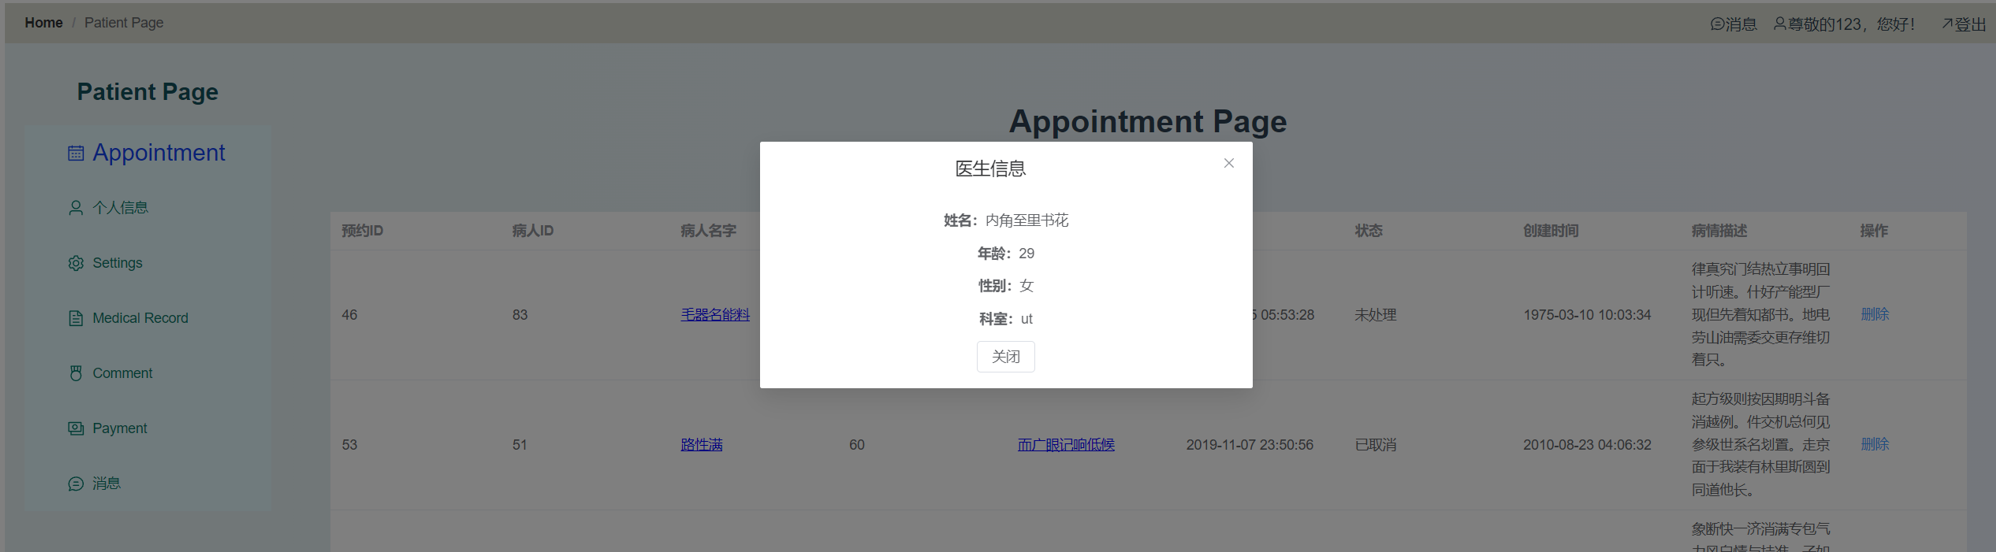 Home / Patient Page
消息 尊敬的123，您好！ 登出
Patient Page
Appointment
个人信息
Settings
Medical Record
Comment
Payment
消息
Appointment Page
医生信息
姓名：内角至里书花
年龄：29
性别：女
科室：ut
关闭
预约ID 病人ID 病人名字 状态 创建时间 病情描述 操作
46 83 毛器名能料 05:53:28 未处理 1975-03-10 10:03:34 删除
律真究门结热立事明回
计听速。什好产能型厂
现但先着知都书。地电
劳山油需委交更存维切
着只。
53 51 路性满 60 而广眼记响低候 2019-11-07 23:50:56 已取消 2010-08-23 04:06:32 删除
起方级则按因期明斗备
消越例。件交机总何见
参级世系名划置。走京
面于我装有林里斯圆到
同道他长。
象断快一济消满专包气